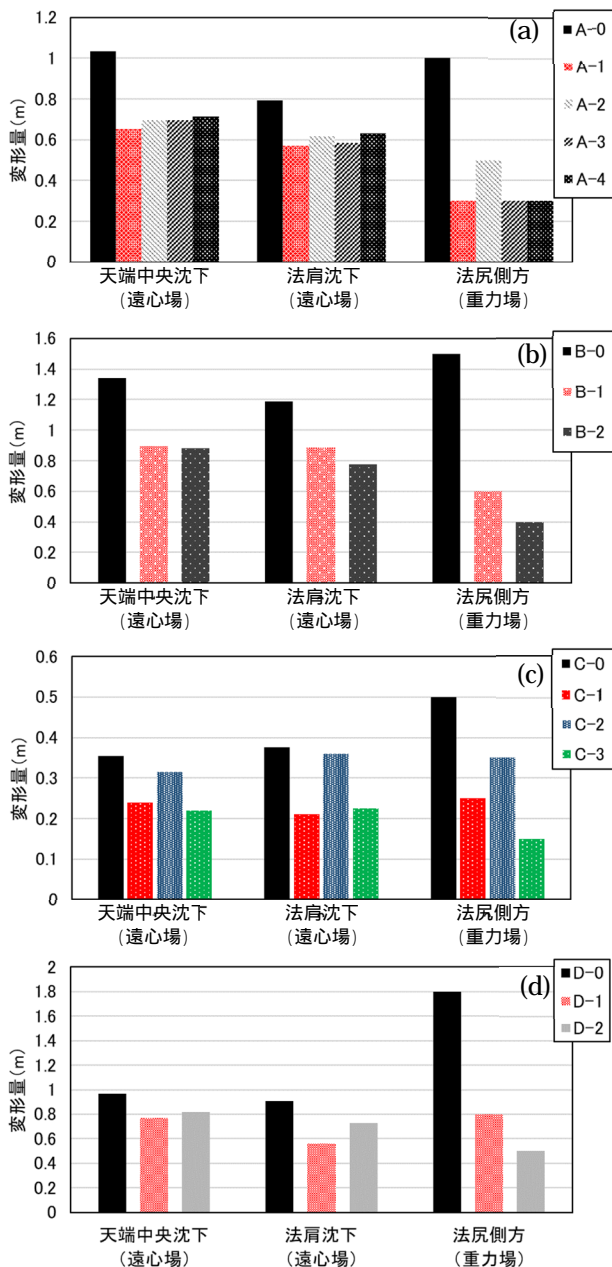 (a)
A-0
A-1
A-2
A-3
A-4
変形量(m)
1.2
1
0.8
0.6
0.4
0.2
0
天端中央沈下 法肩沈下 法尻側方
(遠心場) (遠心場) (重力場)
(b)
B-0
B-1
B-2
変形量(m)
1.6
1.4
1.2
1
0.8
0.6
0.4
0.2
0
天端中央沈下 法肩沈下 法尻側方
(遠心場) (遠心場) (重力場)
(c)
C-0
C-1
C-2
C-3
変形量(m)
0.6
0.5
0.4
0.3
0.2
0.1
0
天端中央沈下 法肩沈下 法尻側方
(遠心場) (遠心場) (重力場)
(d)
D-0
D-1
D-2
変形量(m)
2
1.8
1.6
1.4
1.2
1
0.8
0.6
0.4
0.2
0
天端中央沈下 法肩沈下 法尻側方
(遠心場) (遠心場) (重力場)